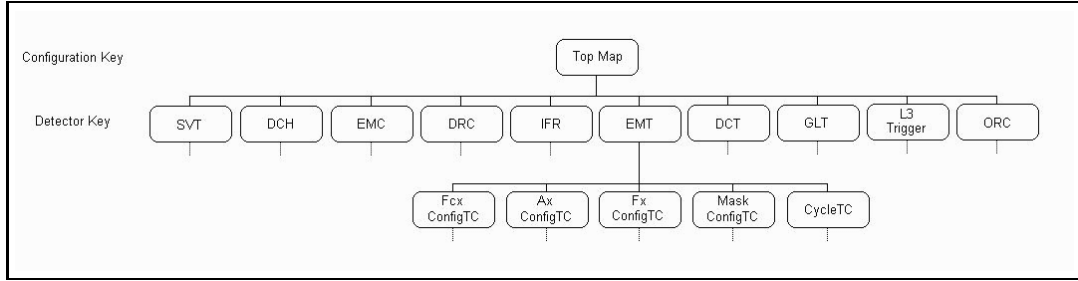 Configuration Key
Top Map
Detector Key
SVT
DCH
EMC
DRC
IFR
EMT
DCT
GLT
L3
Trigger
ORC
Fcx
ConfigTC
Ax
ConfigTC
Fx
ConfigTC
Mask
ConfigTC
CycleTC